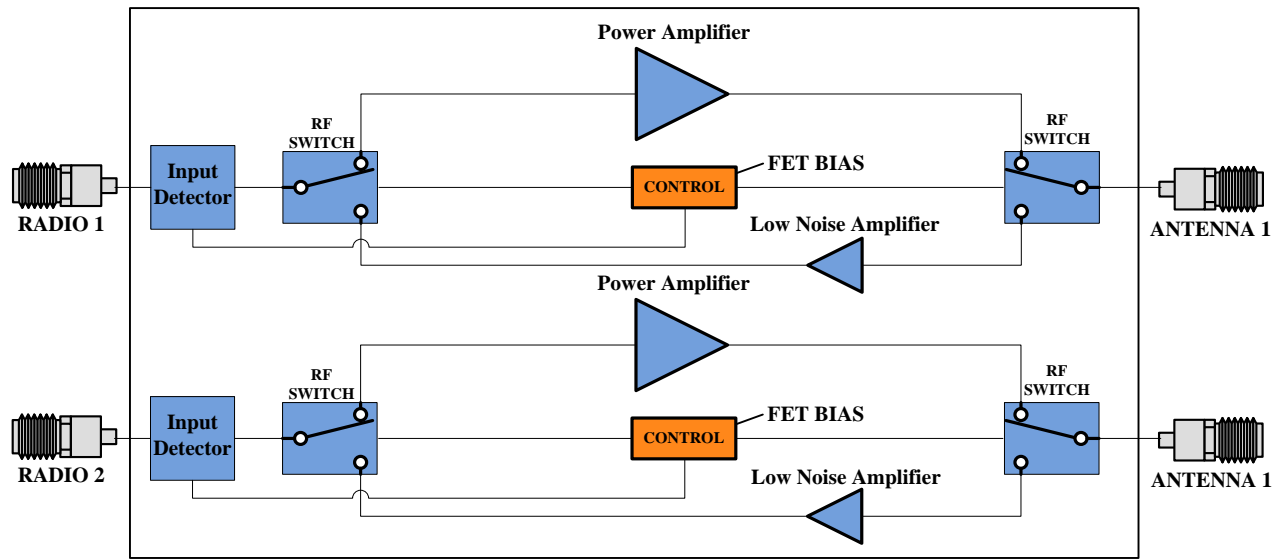 Power Amplifier
RF
SWITCH
RF
SWITCH
FET BIAS
Input
Detector
CONTROL
RADIO 1
ANTENNA 1
Low Noise Amplifier
Power Amplifier
RF
SWITCH
RF
SWITCH
FET BIAS
Input
Detector
CONTROL
RADIO 2
ANTENNA 1
Low Noise Amplifier